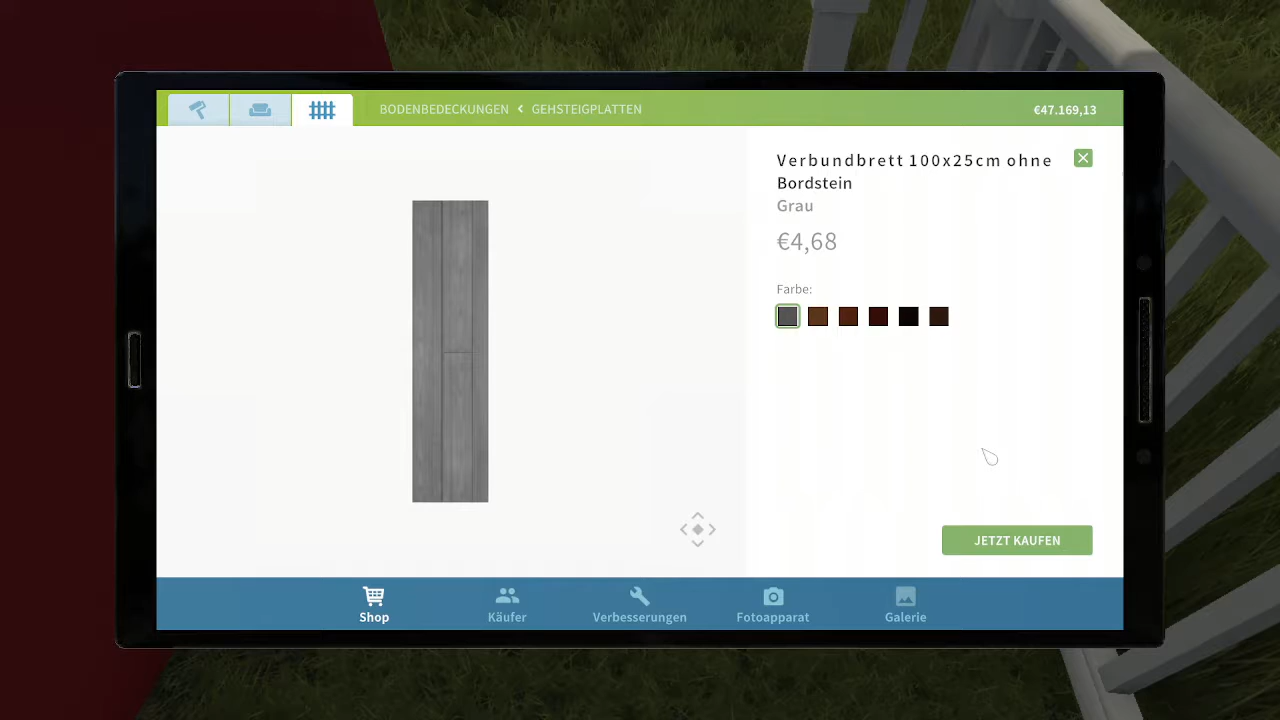 BODENBEDECKUNGEN < GEHSTEIGPLATTEN
€47.169,13
Verbundbrett 100x25cm ohne
Bordstein
Grau
€4,68
Farbe:
JETZT KAUFEN
Shop
Käufer
Verbesserungen
Fotoapparat
Galerie